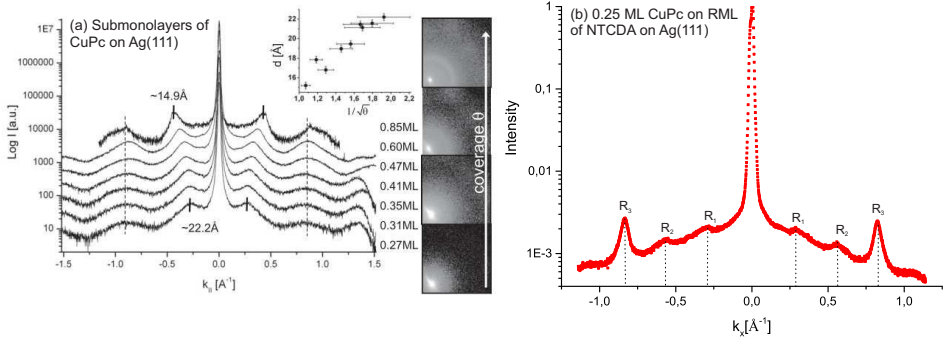 (a) Submonolayers of
CuPc on Ag(111)
1E7
1000000
100000
10000
1000
100
10
Log I [a.u.]
~14.9Å
~22.2Å
-1.5
-1.0
-0.5
0.0
0.5
1.0
1.5
k|| [A⁻¹]
0.85ML
0.60ML
0.47ML
0.41ML
0.35ML
0.31ML
0.27ML
22
20
18
16
d [Å]
1,0 1,2 1,4 1,6 1,8 2,0 2,2
1/√θ
coverage θ
(b) 0.25 ML CuPc on RML
of NTCDA on Ag(111)
1
0,1
0,01
1E-3
Intensity
R₃
R₂
R₁
R₁
R₂
R₃
-1,0
-0,5
0,0
0,5
1,0
kₓ[Å⁻¹]